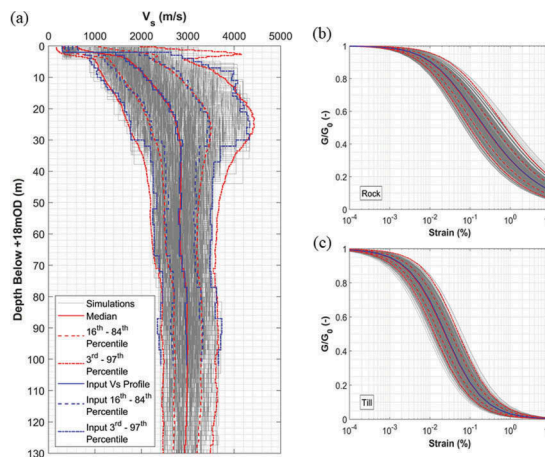 (a)
V_s (m/s)
0 1000 2000 3000 4000 5000
0
10
20
30
40
50
60
70
80
90
100
110
120
130
Depth Below +18mOD (m)
Simulations
Median
16th - 84th
Percentile
3rd - 97th
Percentile
Input Vs Profile
Input 16th - 84th
Percentile
Input 3rd - 97th
Percentile
(b)
1
0.8
0.6
0.4
0.2
0
G/G0 (-)
Rock
10-4 10-3 10-2 10-1 100
Strain (%)
(c)
1
0.8
0.6
0.4
0.2
0
G/G0 (-)
Till
10-4 10-3 10-2 10-1 100
Strain (%)